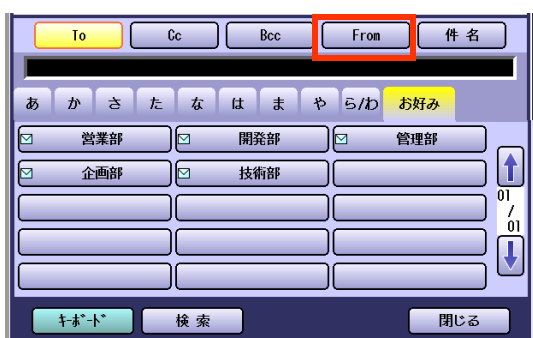 To Cc Bcc From 件 名
あ か さ た な は ま や ら/わ お好み
営業部 開発部 管理部
企画部 技術部
01
/
01
ｷｰﾎﾞｰﾄﾞ 検 索 閉じる